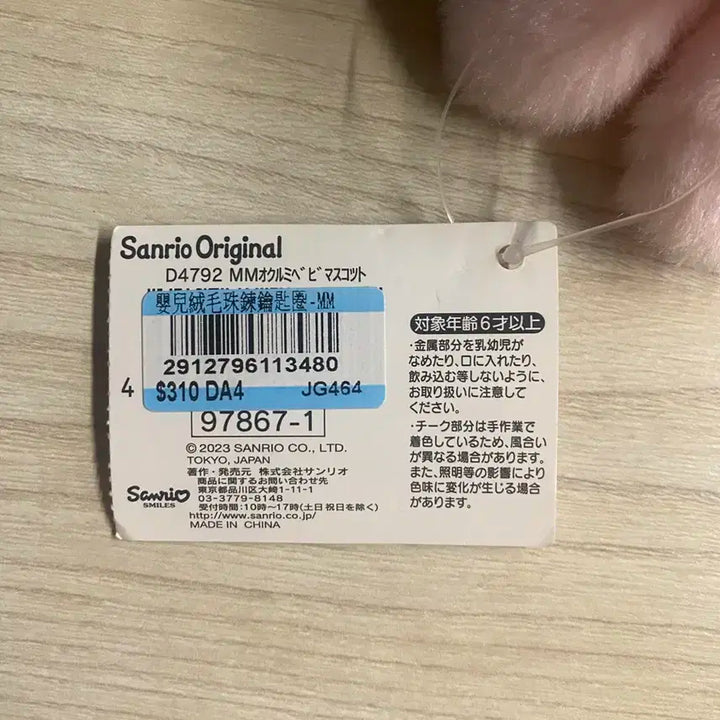 Sanrio Original
D4792 MMオクルミベビマスコット
嬰兒絨毛珠鍊鑰匙圈-MM
2912796113480
4
$310 DA4 JG464
97867-1
©2023 SANRIO CO., LTD.
TOKYO, JAPAN
著作・発売元 株式会社サンリオ
商品に関するお問い合わせ先
東京都品川区大崎1-11-1
03-3779-8148
受付時間:10時〜17時(土日祝日を除く)
http://www.sanrio.co.jp/
MADE IN CHINA
Sanrio
SMILES
対象年齢6才以上
・金属部分を乳幼児が
なめたり、口に入れたり、
飲み込む等しないように、
お取り扱いに注意して
ください。
・チーク部分は手作業で
着色しているため、風合い
が異なる場合があります。
また、照明等の影響により
色味に変化が生じる場合
があります。